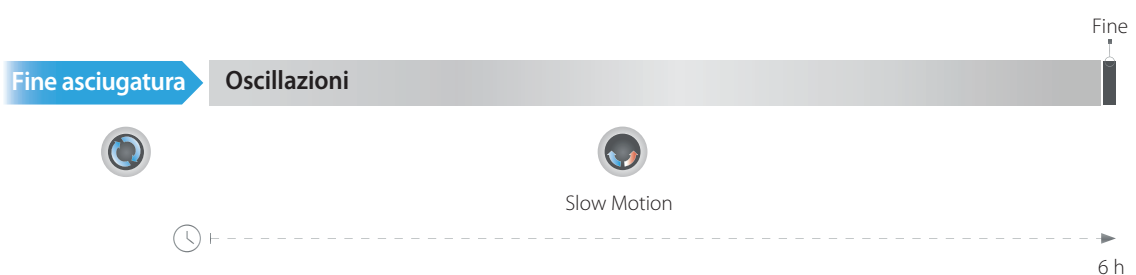 Fine
Fine asciugatura
Oscillazioni
Slow Motion
6 h